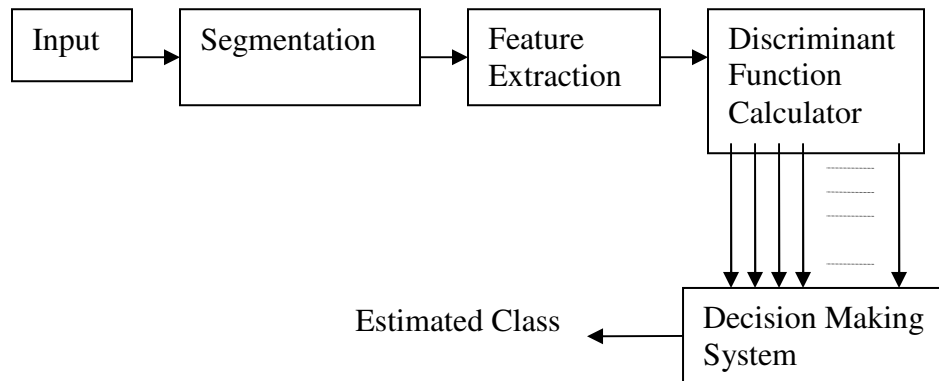 Input
Segmentation
Feature
Extraction
Discriminant
Function
Calculator
Estimated Class
Decision Making
System